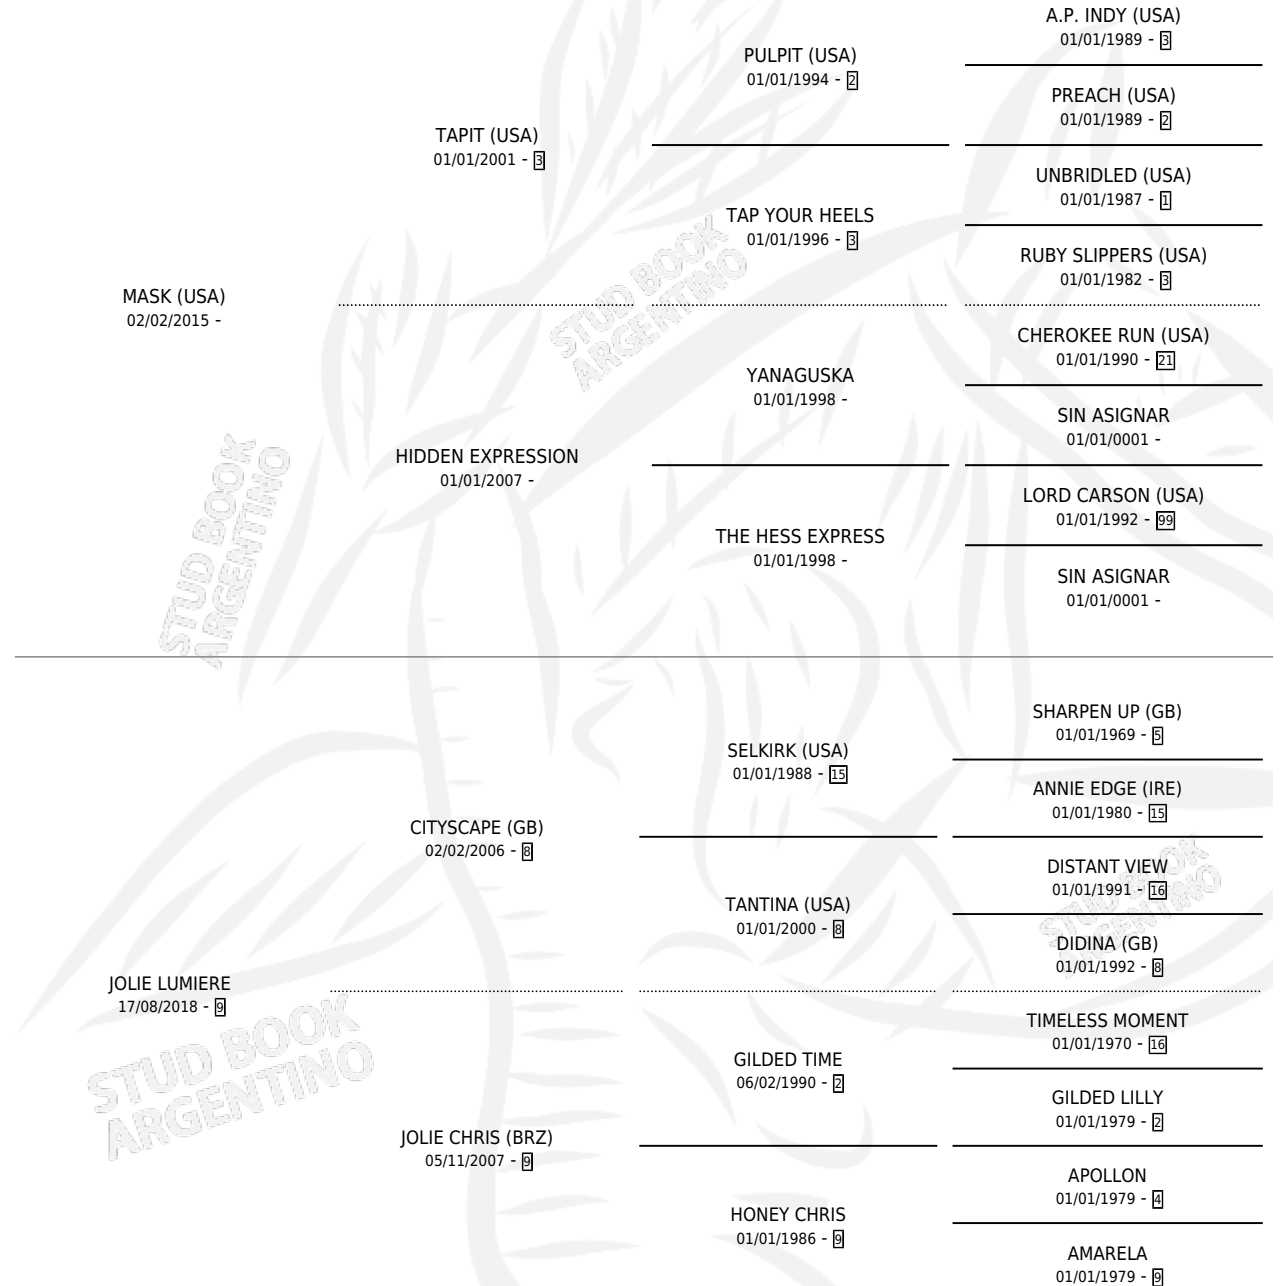 A.P. INDY (USA)
01/01/1989 - 3
PULPIT (USA)
01/01/1994 - 2
PREACH (USA)
01/01/1989 - 2
TAPIT (USA)
01/01/2001 - 3
UNBRIDLED (USA)
01/01/1987 - 1
TAP YOUR HEELS
01/01/1996 - 3
RUBY SLIPPERS (USA)
01/01/1982 - 3
MASK (USA)
02/02/2015 -
CHEROKEE RUN (USA)
01/01/1990 - 21
YANAGUSKA
01/01/1998 -
SIN ASIGNAR
01/01/0001 -
HIDDEN EXPRESSION
01/01/2007 -
LORD CARSON (USA)
01/01/1992 - 99
THE HESS EXPRESS
01/01/1998 -
SIN ASIGNAR
01/01/0001 -
SHARPEN UP (GB)
01/01/1969 - 5
SELKIRK (USA)
01/01/1988 - 15
ANNIE EDGE (IRE)
01/01/1980 - 15
CITYSCAPE (GB)
02/02/2006 - 8
DISTANT VIEW
01/01/1991 - 16
TANTINA (USA)
01/01/2000 - 8
DIDINA (GB)
01/01/1992 - 8
JOLIE LUMIERE
17/08/2018 - 9
TIMELESS MOMENT
01/01/1970 - 16
GILDED TIME
06/02/1990 - 2
GILDED LILLY
01/01/1979 - 2
JOLIE CHRIS (BRZ)
05/11/2007 - 9
APOLLON
01/01/1979 - 4
HONEY CHRIS
01/01/1986 - 9
AMARELA
01/01/1979 - 9
STUD BOOK
ARGENTINO
STUD BOOK
ARGENTINO
STUD BOOK
ARGENTINO
STUD BOOK
ARGENTINO